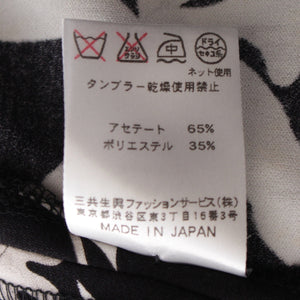 ドライ
セキユ系
ネット使用
タンブラー乾燥使用禁止
アセテート 65%
ポリエステル 35%
三共生興ファッションサービス(株)
東京都渋谷区東3丁目16番3号
MADE IN JAPAN